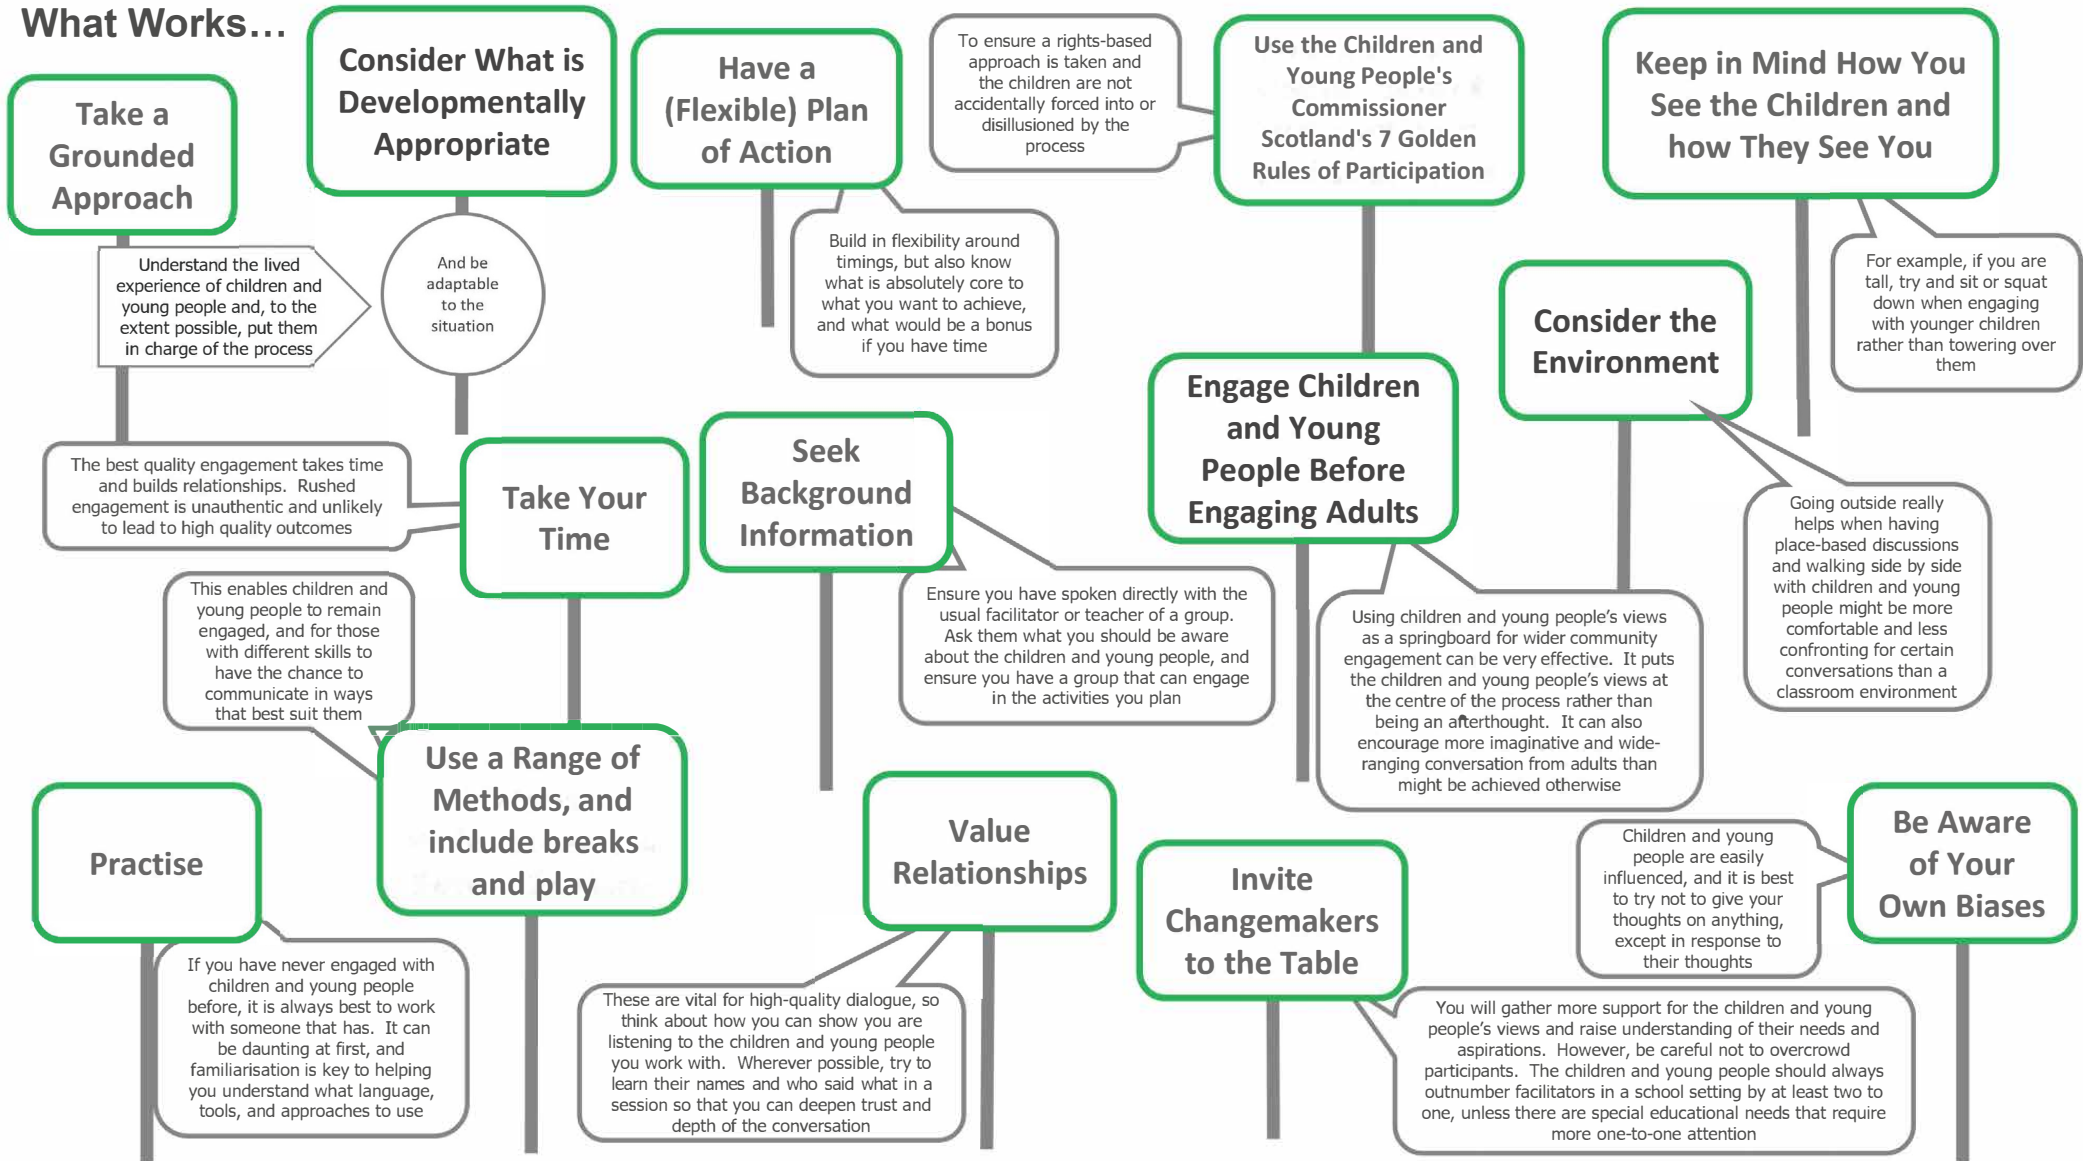 What Works...
Take a
Grounded
Approach
Understand the lived
experience of children and
young people and, to the
extent possible, put them
in charge of the process
Consider What is
Developmentally
Appropriate
And be
adaptable
to the
situation
Have a
(Flexible) Plan
of Action
Build in flexibility around
timings, but also know
what is absolutely core to
what you want to achieve,
and what would be a bonus
if you have time
To ensure a rights-based
approach is taken and
the children are not
accidentally forced into or
disillusioned by the
process
Use the Children and
Young People's
Commissioner
Scotland's 7 Golden
Rules of Participation
Keep in Mind How You
See the Children and
how They See You
For example, if you are
tall, try and sit or squat
down when engaging
with younger children
rather than towering over
them
Consider the
Environment
Going outside really
helps when having
place-based discussions
and walking side by side
with children and young
people might be more
comfortable and less
confronting for certain
conversations than a
classroom environment
Engage Children
and Young
People Before
Engaging Adults
Using children and young people's views
as a springboard for wider community
engagement can be very effective.  It puts
the children and young people's views at
the centre of the process rather than
being an afterthought.  It can also
encourage more imaginative and wide-
ranging conversation from adults than
might be achieved otherwise
The best quality engagement takes time
and builds relationships.  Rushed
engagement is unauthentic and unlikely
to lead to high quality outcomes
Take Your
Time
Seek
Background
Information
Ensure you have spoken directly with the
usual facilitator or teacher of a group.
Ask them what you should be aware
about the children and young people, and
ensure you have a group that can engage
in the activities you plan
This enables children and
young people to remain
engaged, and for those
with different skills to
have the chance to
communicate in ways
that best suit them
Use a Range of
Methods, and
include breaks
and play
Practise
If you have never engaged with
children and young people
before, it is always best to work
with someone that has.  It can
be daunting at first, and
familiarisation is key to helping
you understand what language,
tools, and approaches to use
Value
Relationships
These are vital for high-quality dialogue, so
think about how you can show you are
listening to the children and young people
you work with.  Wherever possible, try to
learn their names and who said what in a
session so that you can deepen trust and
depth of the conversation
Invite
Changemakers
to the Table
You will gather more support for the children and young
people's views and raise understanding of their needs and
aspirations.  However, be careful not to overcrowd
participants.  The children and young people should always
outnumber facilitators in a school setting by at least two to
one, unless there are special educational needs that require
more one-to-one attention
Children and young
people are easily
influenced, and it is best
to try not to give your
thoughts on anything,
except in response to
their thoughts
Be Aware
of Your
Own Biases